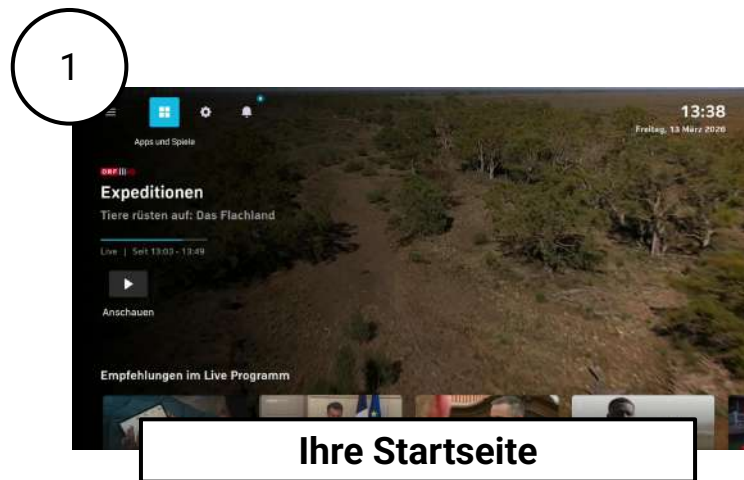 1
13:38
Freitag, 13 März 2026
Apps und Spiele
ORF III
Expeditionen
Tiere rüsten auf: Das Flachland
Live | Seit 13:03 - 13:49
Anschauen
Empfehlungen im Live Programm
Ihre Startseite